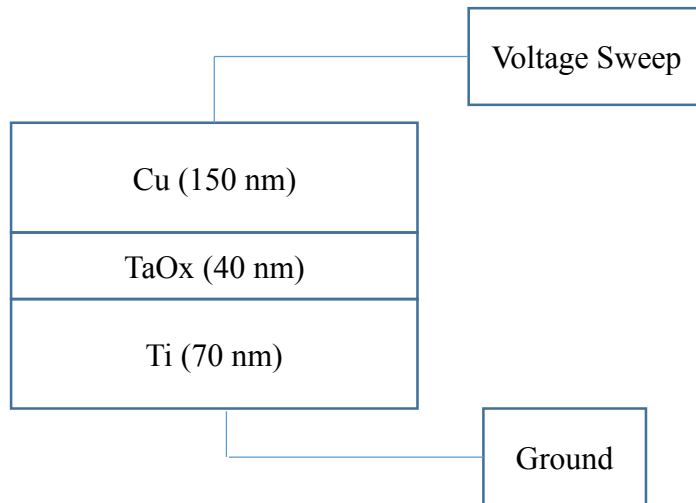 Voltage Sweep
Cu (150 nm)
TaOx (40 nm)
Ti (70 nm)
Ground